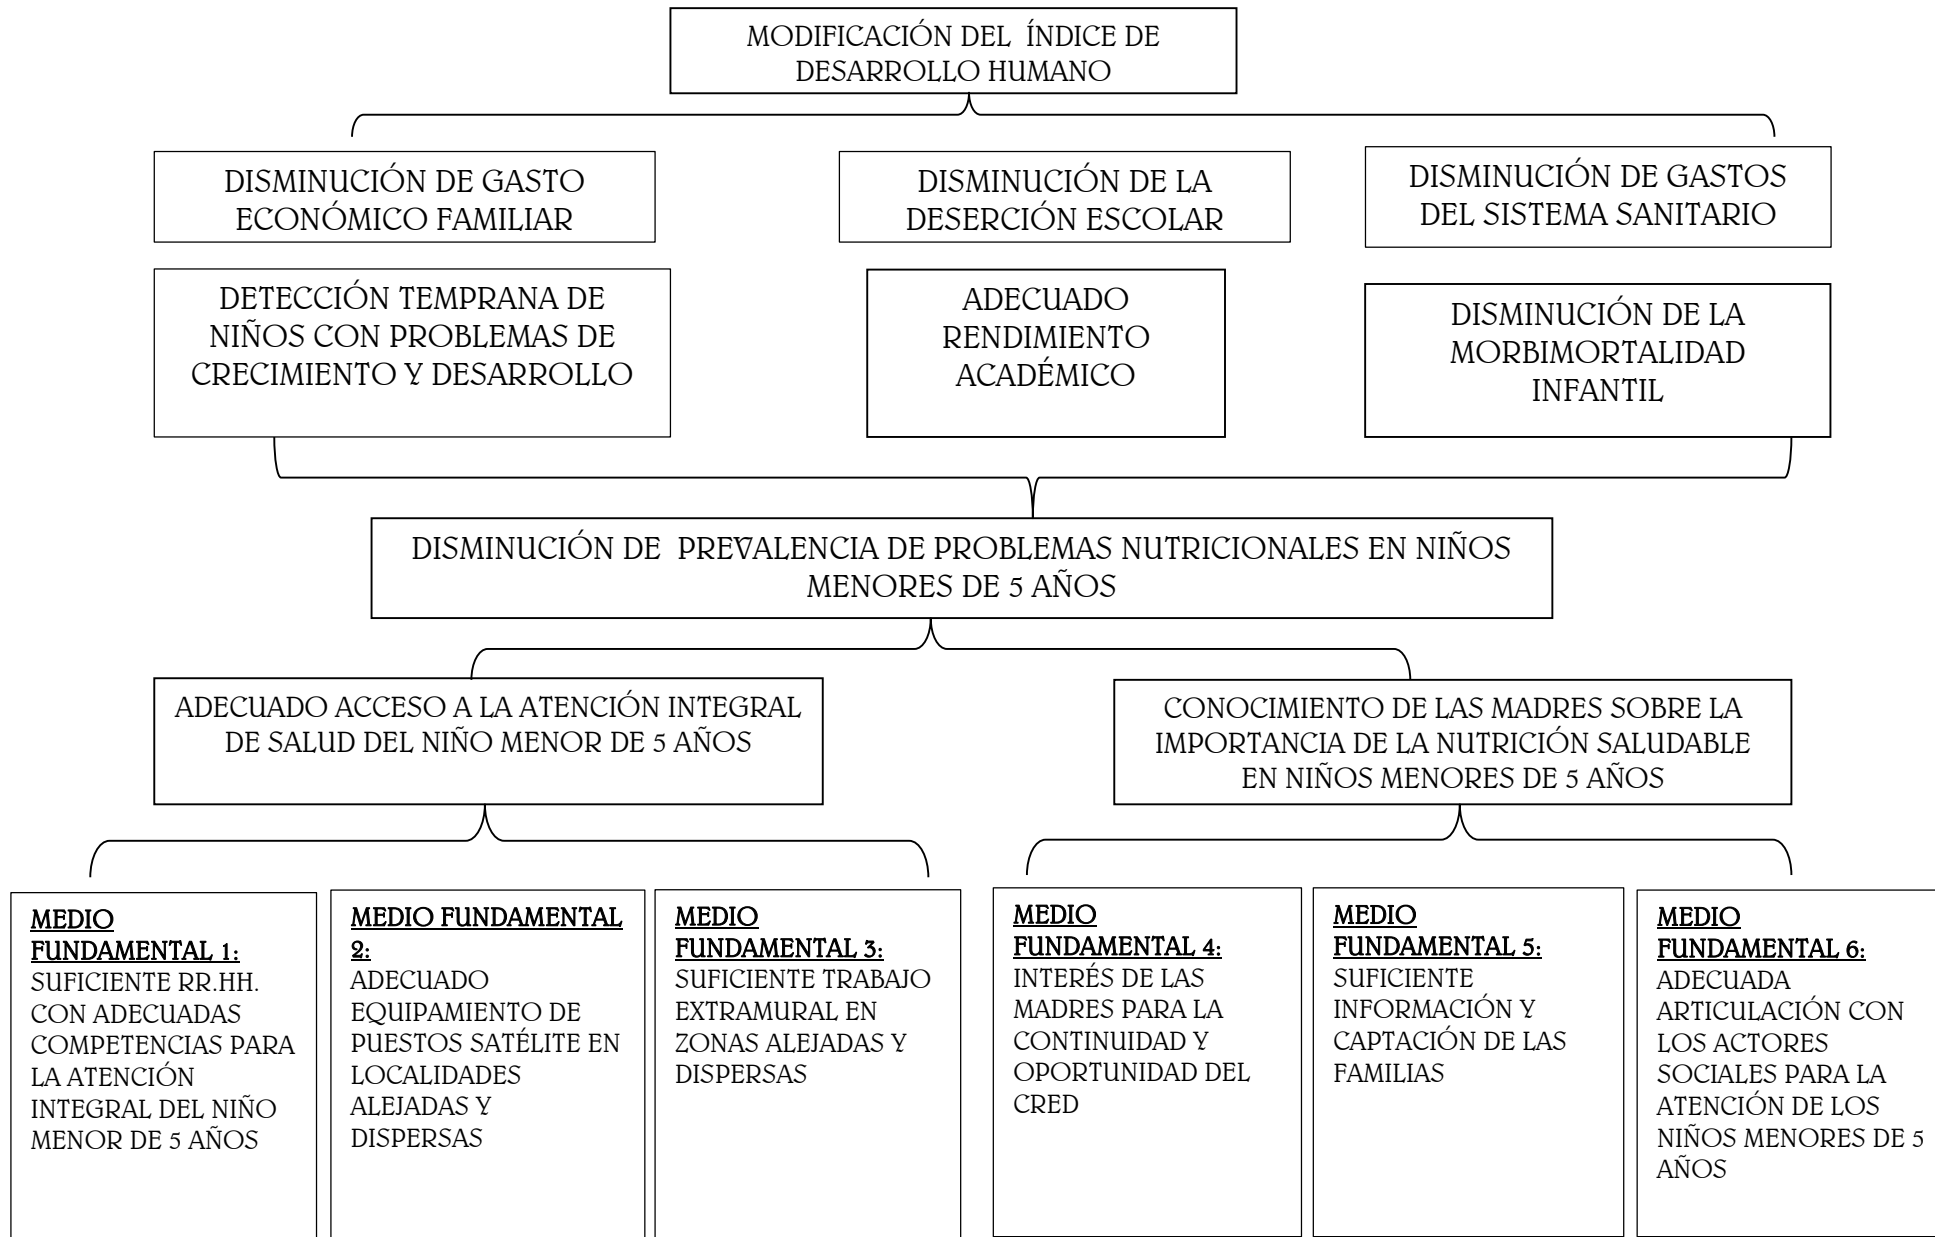 MODIFICACIÓN DEL ÍNDICE DE
DESARROLLO HUMANO
DISMINUCIÓN DE GASTO
ECONÓMICO FAMILIAR
DISMINUCIÓN DE LA
DESERCIÓN ESCOLAR
DISMINUCIÓN DE GASTOS
DEL SISTEMA SANITARIO
DETECCIÓN TEMPRANA DE
NIÑOS CON PROBLEMAS DE
CRECIMIENTO Y DESARROLLO
ADECUADO
RENDIMIENTO
ACADÉMICO
DISMINUCIÓN DE LA
MORBIMORTALIDAD
INFANTIL
DISMINUCIÓN DE PREVALENCIA DE PROBLEMAS NUTRICIONALES EN NIÑOS
MENORES DE 5 AÑOS
ADECUADO ACCESO A LA ATENCIÓN INTEGRAL
DE SALUD DEL NIÑO MENOR DE 5 AÑOS
CONOCIMIENTO DE LAS MADRES SOBRE LA
IMPORTANCIA DE LA NUTRICIÓN SALUDABLE
EN NIÑOS MENORES DE 5 AÑOS
MEDIO
FUNDAMENTAL 1:
SUFICIENTE RR.HH.
CON ADECUADAS
COMPETENCIAS PARA
LA ATENCIÓN
INTEGRAL DEL NIÑO
MENOR DE 5 AÑOS
MEDIO FUNDAMENTAL
2:
ADECUADO
EQUIPAMIENTO DE
PUESTOS SATÉLITE EN
LOCALIDADES
ALEJADAS Y
DISPERSAS
MEDIO
FUNDAMENTAL 3:
SUFICIENTE TRABAJO
EXTRAMURAL EN
ZONAS ALEJADAS Y
DISPERSAS
MEDIO
FUNDAMENTAL 4:
INTERÉS DE LAS
MADRES PARA LA
CONTINUIDAD Y
OPORTUNIDAD DEL
CRED
MEDIO
FUNDAMENTAL 5:
SUFICIENTE
INFORMACIÓN Y
CAPTACIÓN DE LAS
FAMILIAS
MEDIO
FUNDAMENTAL 6:
ADECUADA
ARTICULACIÓN CON
LOS ACTORES
SOCIALES PARA LA
ATENCIÓN DE LOS
NIÑOS MENORES DE 5
AÑOS